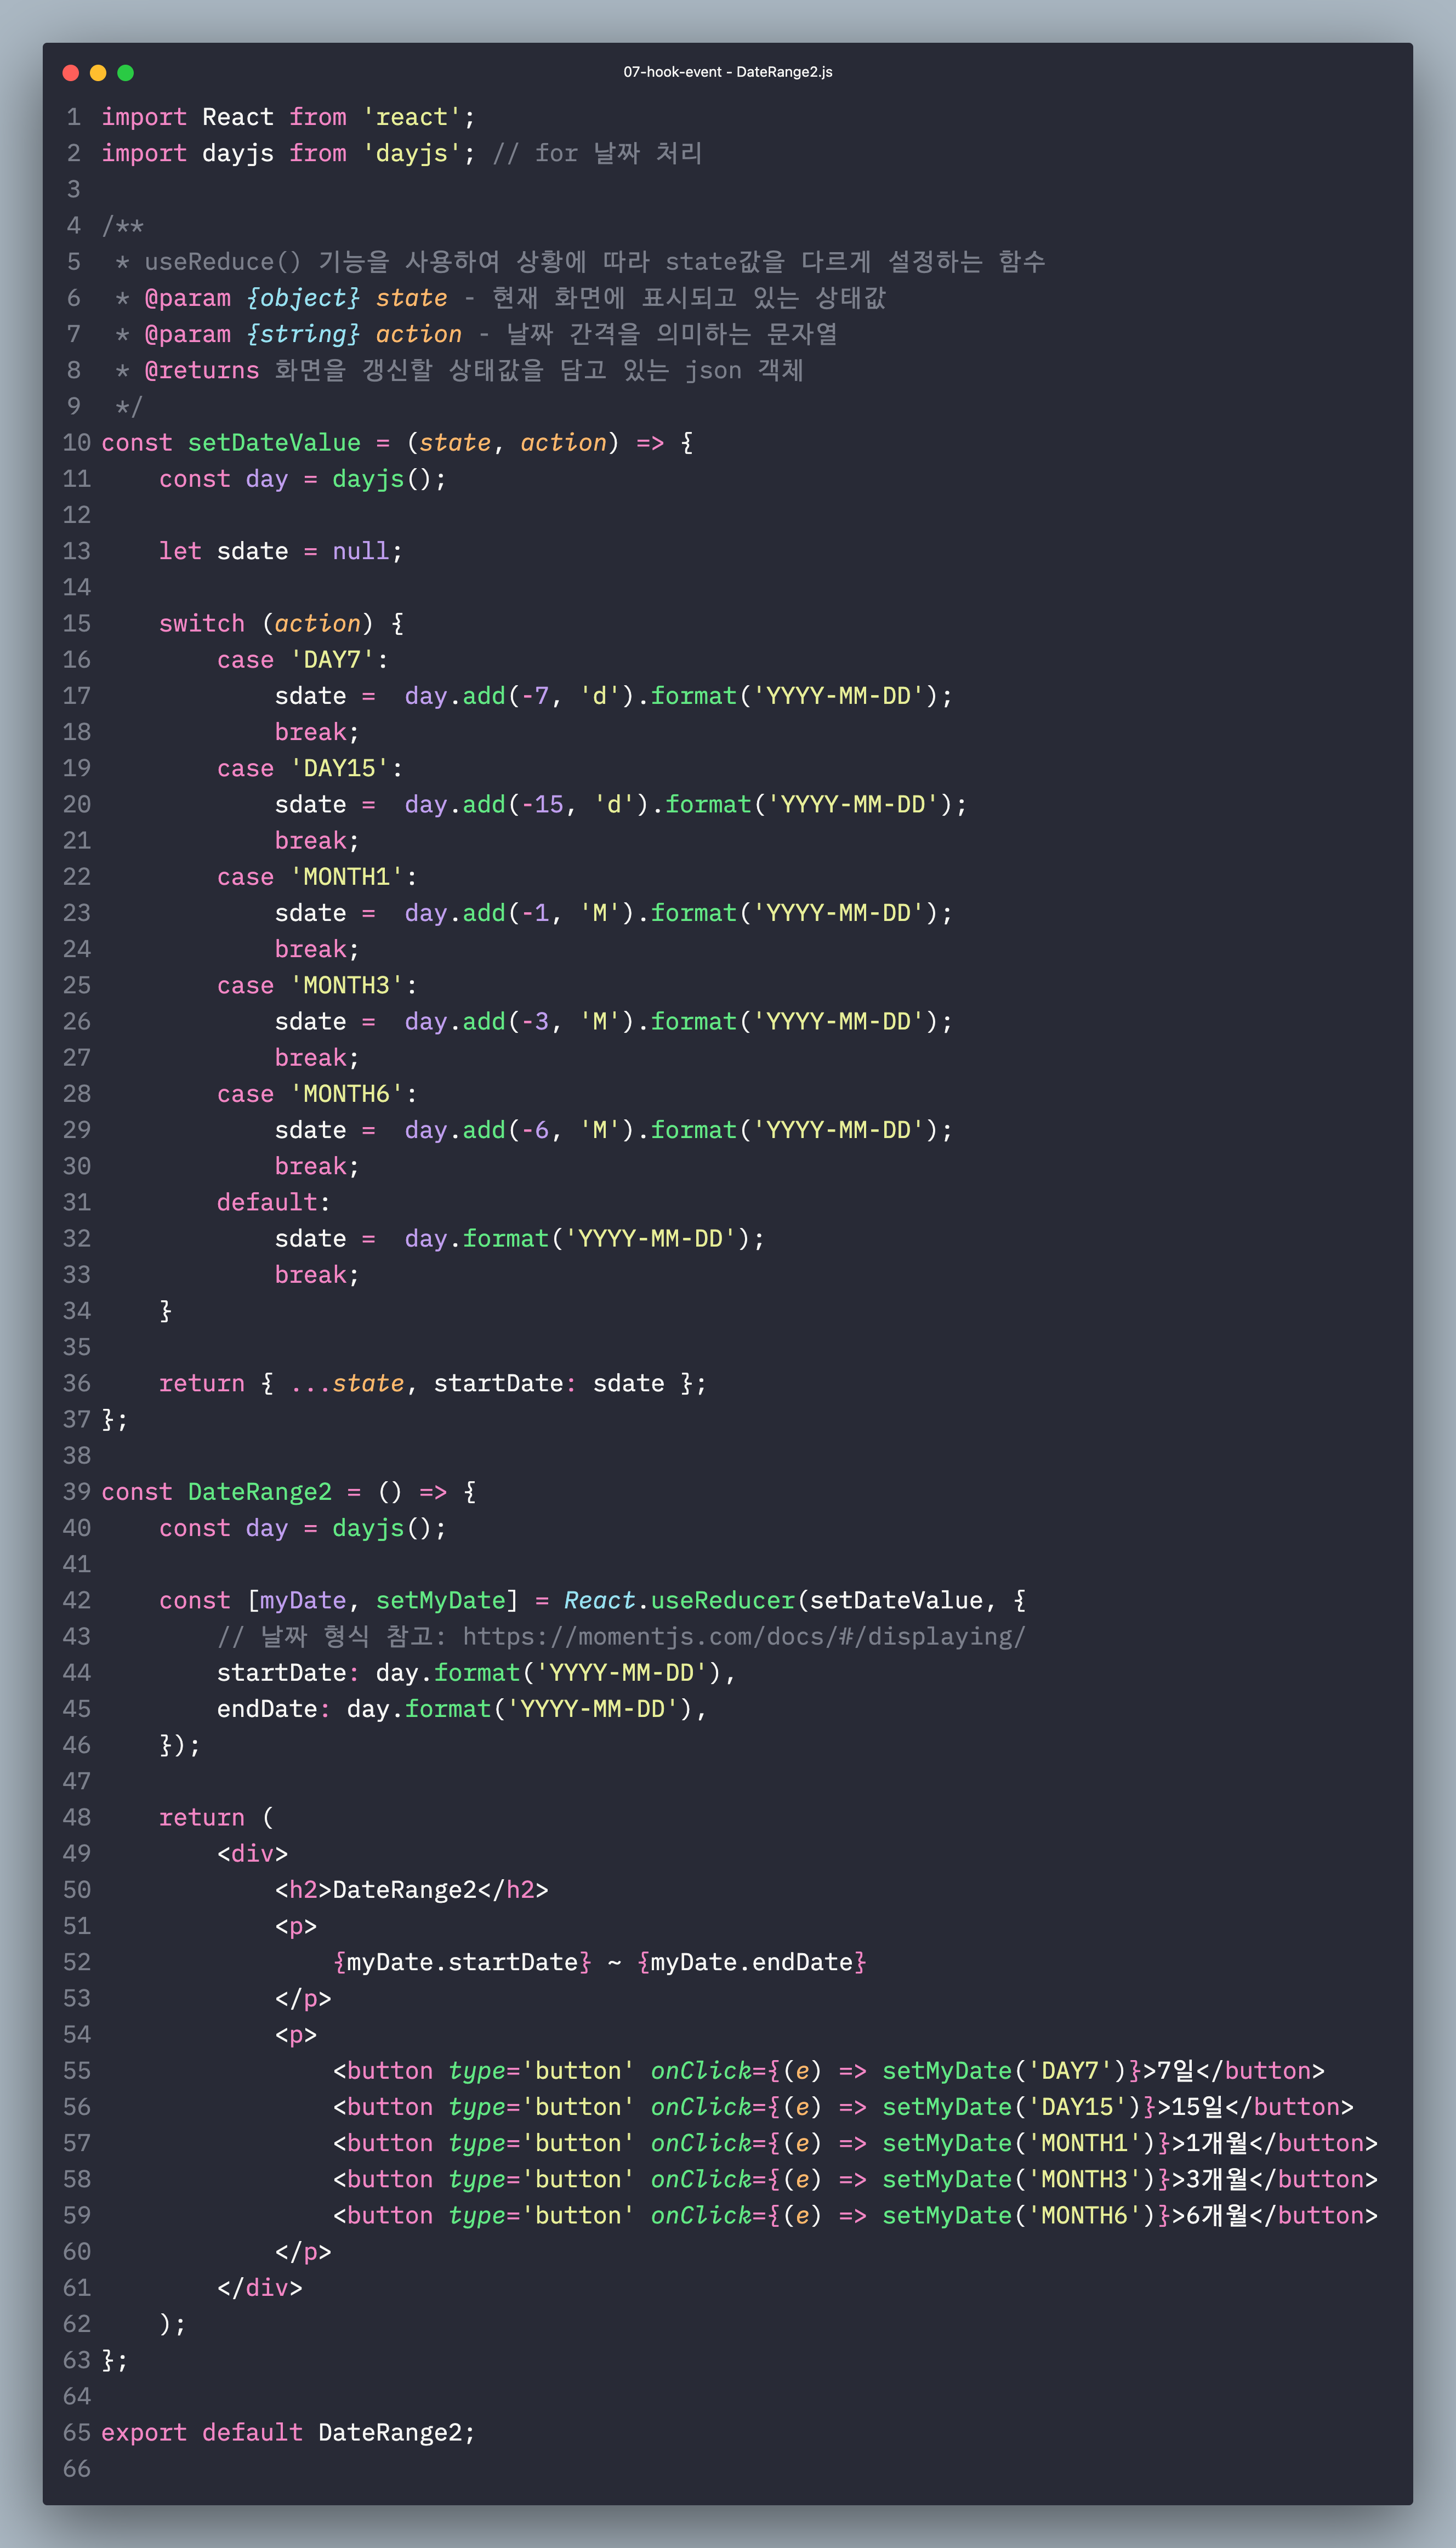 07-hook-event - DateRange2.js
1 import React from 'react';
2 import dayjs from 'dayjs'; // for 날짜 처리
3
4 /**
5  * useReduce() 기능을 사용하여 상황에 따라 state값을 다르게 설정하는 함수
6  * @param {object} state - 현재 화면에 표시되고 있는 상태값
7  * @param {string} action - 날짜 간격을 의미하는 문자열
8  * @returns 화면을 갱신할 상태값을 담고 있는 json 객체
9  */
10 const setDateValue = (state, action) => {
11     const day = dayjs();
12
13     let sdate = null;
14
15     switch (action) {
16         case 'DAY7':
17             sdate =  day.add(-7, 'd').format('YYYY-MM-DD');
18             break;
19         case 'DAY15':
20             sdate =  day.add(-15, 'd').format('YYYY-MM-DD');
21             break;
22         case 'MONTH1':
23             sdate =  day.add(-1, 'M').format('YYYY-MM-DD');
24             break;
25         case 'MONTH3':
26             sdate =  day.add(-3, 'M').format('YYYY-MM-DD');
27             break;
28         case 'MONTH6':
29             sdate =  day.add(-6, 'M').format('YYYY-MM-DD');
30             break;
31         default:
32             sdate =  day.format('YYYY-MM-DD');
33             break;
34     }
35
36     return { ...state, startDate: sdate };
37 };
38
39 const DateRange2 = () => {
40     const day = dayjs();
41
42     const [myDate, setMyDate] = React.useReducer(setDateValue, {
43         // 날짜 형식 참고: https://momentjs.com/docs/#/displaying/
44         startDate: day.format('YYYY-MM-DD'),
45         endDate: day.format('YYYY-MM-DD'),
46     });
47
48     return (
49         <div>
50             <h2>DateRange2</h2>
51             <p>
52                 {myDate.startDate} ~ {myDate.endDate}
53             </p>
54             <p>
55                 <button type='button' onClick={(e) => setMyDate('DAY7')}>7일</button>
56                 <button type='button' onClick={(e) => setMyDate('DAY15')}>15일</button>
57                 <button type='button' onClick={(e) => setMyDate('MONTH1')}>1개월</button>
58                 <button type='button' onClick={(e) => setMyDate('MONTH3')}>3개월</button>
59                 <button type='button' onClick={(e) => setMyDate('MONTH6')}>6개월</button>
60             </p>
61         </div>
62     );
63 };
64
65 export default DateRange2;
66